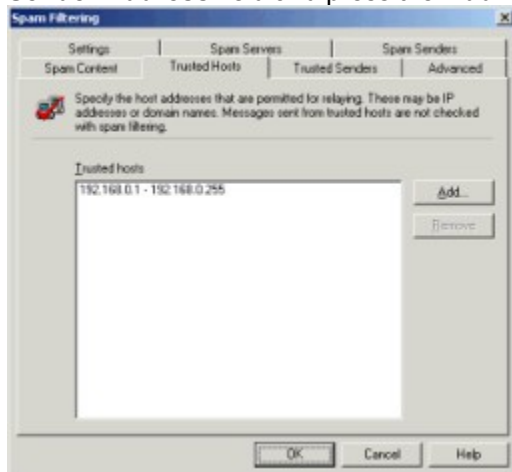 Spam Filtering
Settings Spam Servers Spam Senders
Spam Content Trusted Hosts Trusted Senders Advanced
Specify the host addresses that are permitted for relaying. These may be IP
addresses or domain names. Messages sent from trusted hosts are not checked
with spam filtering.
Trusted hosts
192.168.0.1 - 192.168.0.255
Add...
Remove
OK Cancel Help